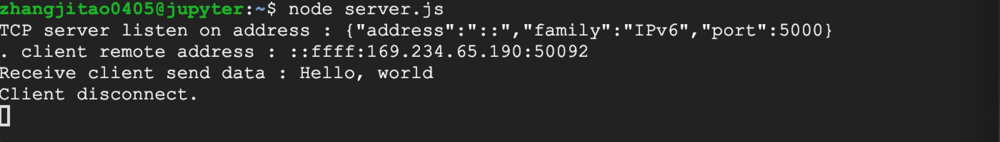 zhangjitao0405@jupyter:~$ node server.js
TCP server listen on address : {"address":"::","family":"IPv6","port":5000}
. client remote address : ::ffff:169.234.65.190:50092
Receive client send data : Hello, world
Client disconnect.